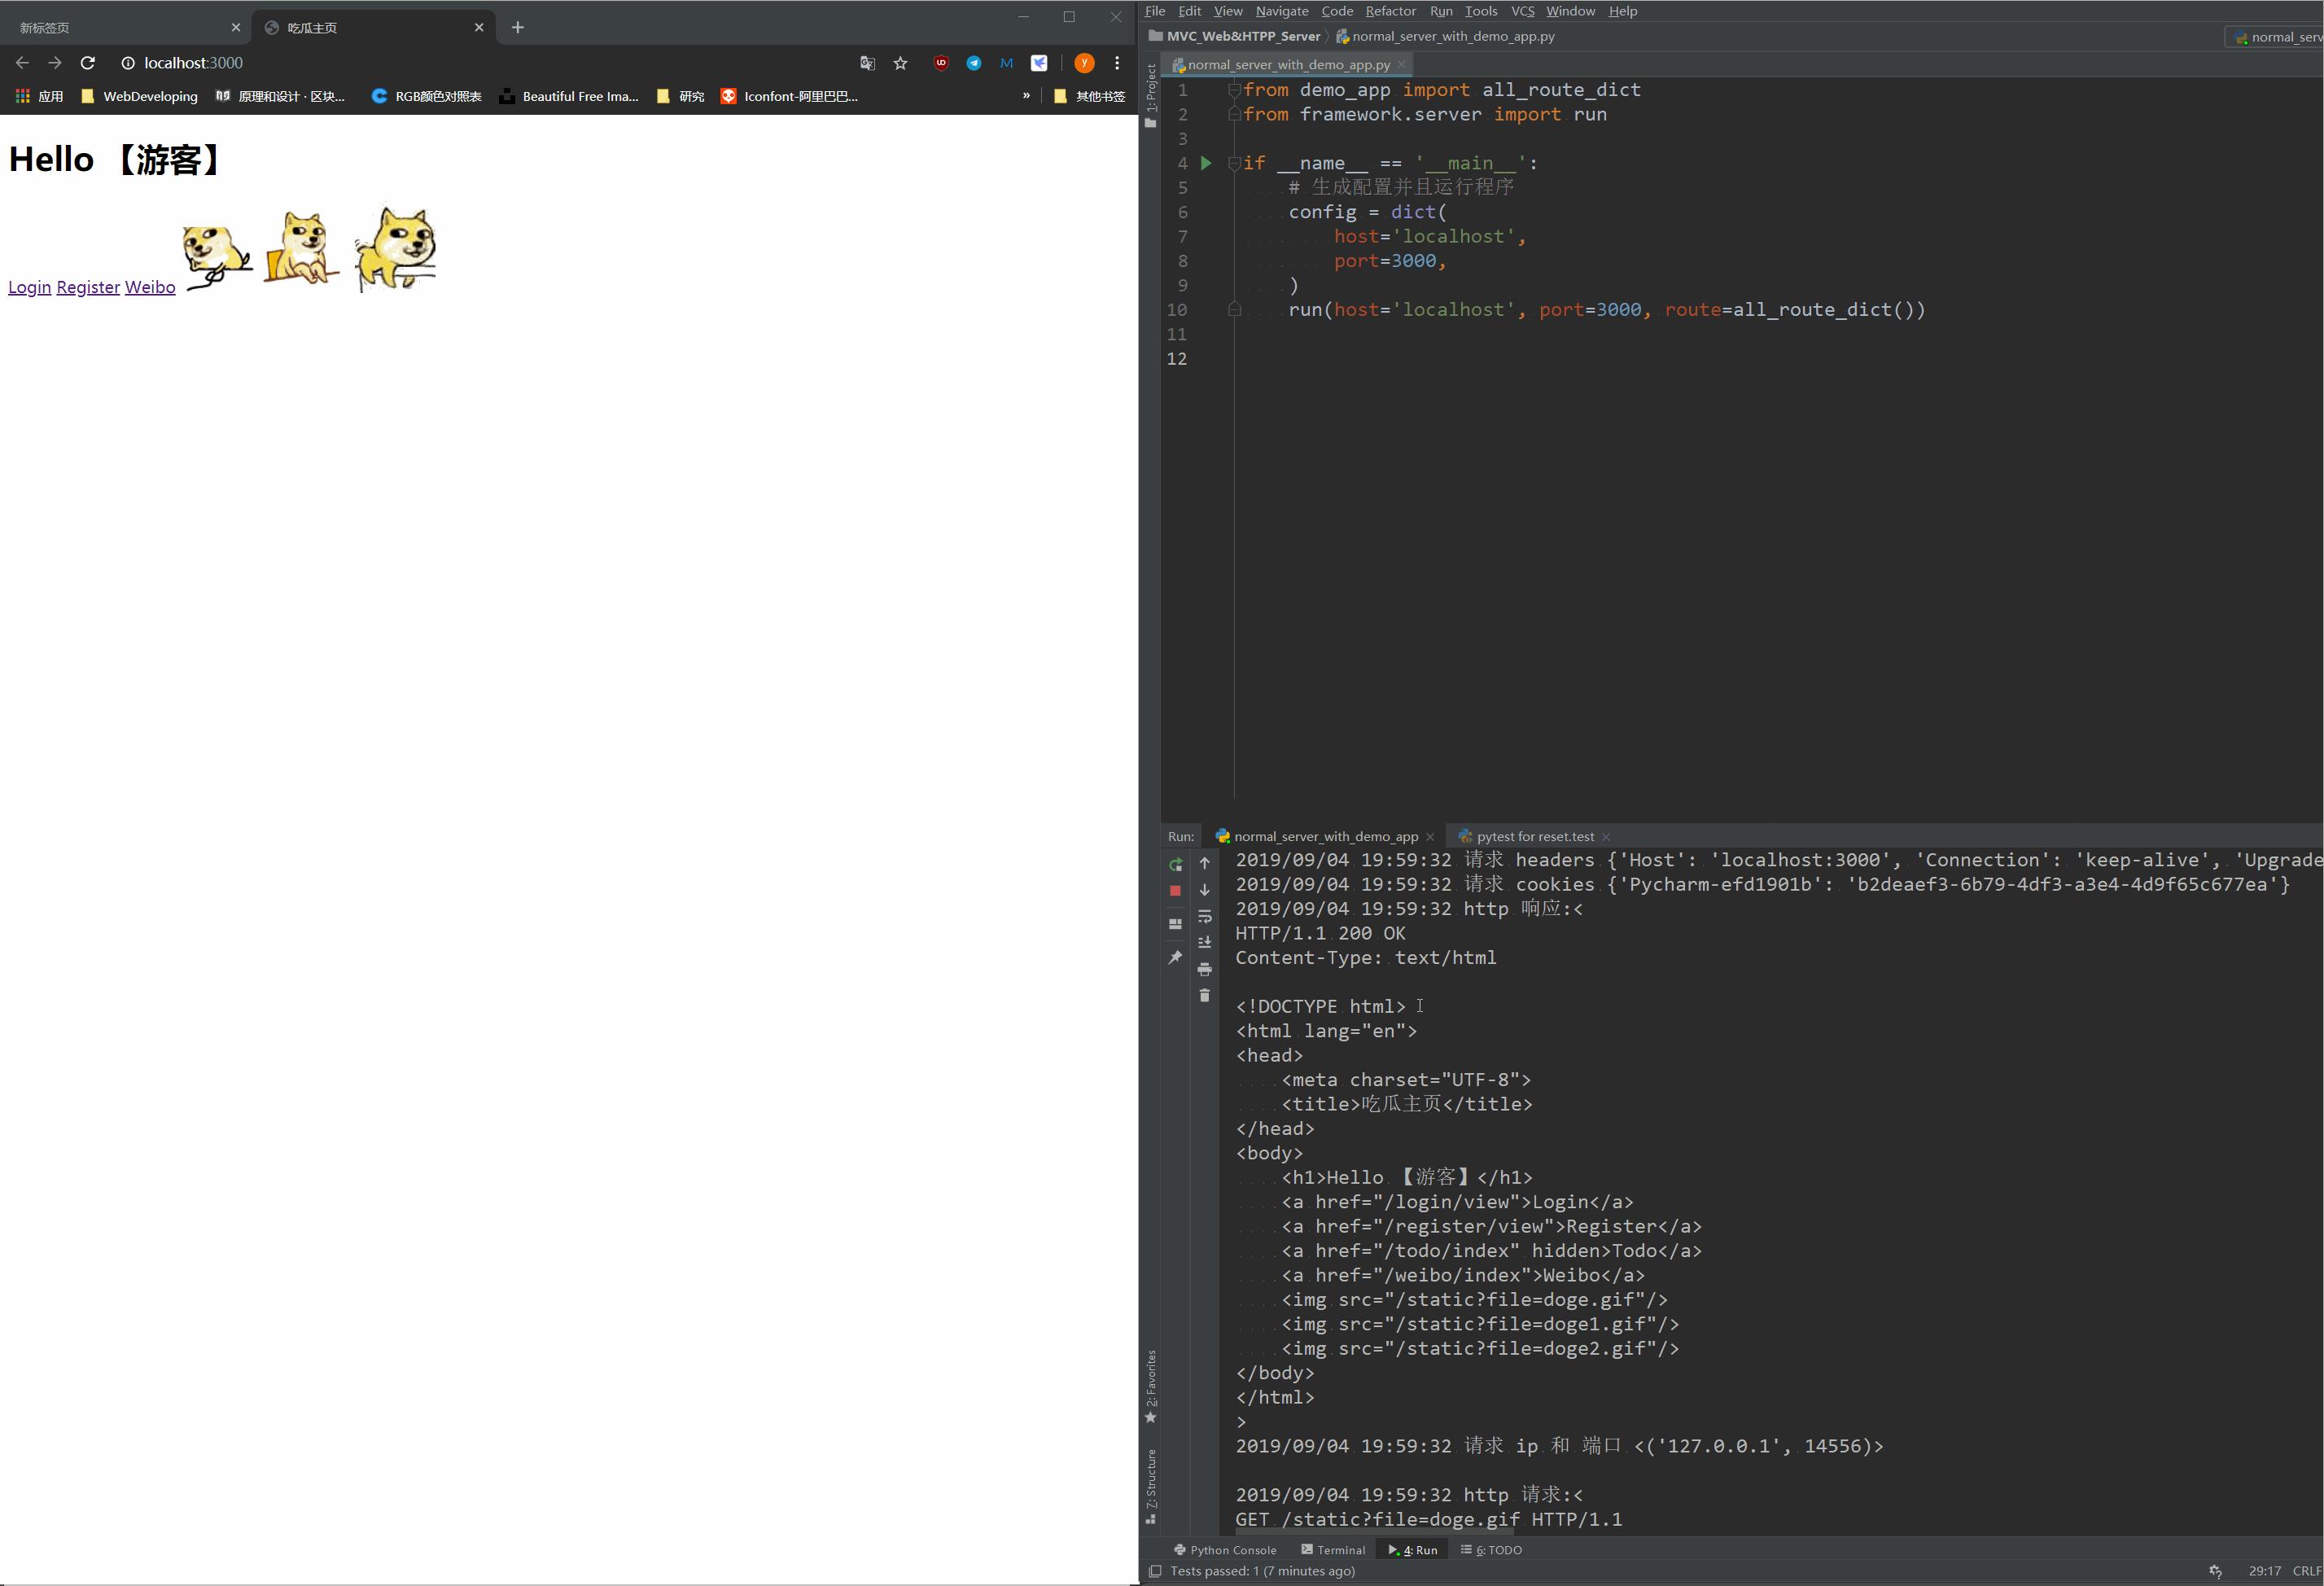 新标签页
吃瓜主页
localhost:3000
应用 WebDeveloping 原理和设计 · 区块... RGB颜色对照表 Beautiful Free Ima... 研究 Iconfont-阿里巴巴... » 其他书签
Hello 【游客】
Login Register Weibo
File Edit View Navigate Code Refactor Run Tools VCS Window Help
MVC_Web&HTPP_Server normal_server_with_demo_app.py normal_serv
normal_server_with_demo_app.py
1: Project
1 from demo_app import all_route_dict
2 from framework.server import run
3
4 if __name__ == '__main__':
5 # 生成配置并且运行程序
6 config = dict(
7 host='localhost',
8 port=3000,
9 )
10 run(host='localhost', port=3000, route=all_route_dict())
11
12
Run: normal_server_with_demo_app pytest for reset.test
2019/09/04 19:59:32 请求 headers {'Host': 'localhost:3000', 'Connection': 'keep-alive', 'Upgrade
2019/09/04 19:59:32 请求 cookies {'Pycharm-efd1901b': 'b2deaef3-6b79-4df3-a3e4-4d9f65c677ea'}
2019/09/04 19:59:32 http 响应:<
HTTP/1.1 200 OK
Content-Type: text/html
<!DOCTYPE html>
<html lang="en">
<head>
<meta charset="UTF-8">
<title>吃瓜主页</title>
</head>
<body>
<h1>Hello 【游客】</h1>
<a href="/login/view">Login</a>
<a href="/register/view">Register</a>
<a href="/todo/index" hidden>Todo</a>
<a href="/weibo/index">Weibo</a>
<img src="/static?file=doge.gif"/>
<img src="/static?file=doge1.gif"/>
<img src="/static?file=doge2.gif"/>
</body>
</html>
>
2019/09/04 19:59:32 请求 ip 和 端口 <('127.0.0.1', 14556)>
2019/09/04 19:59:32 http 请求:<
GET /static?file=doge.gif HTTP/1.1
2: Favorites
7: Structure
Python Console Terminal 4: Run 6: TODO
Tests passed: 1 (7 minutes ago) 29:17 CRLF